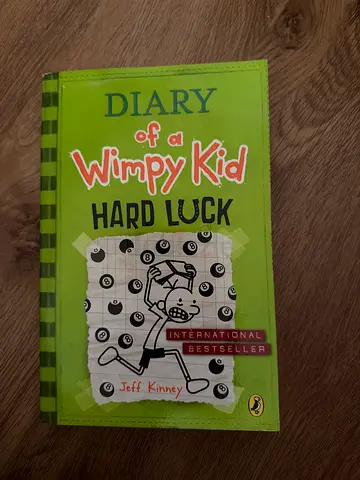 DIARY
of a
Wimpy Kid
HARD LUCK
INTERNATIONAL
BESTSELLER
Jeff Kinney